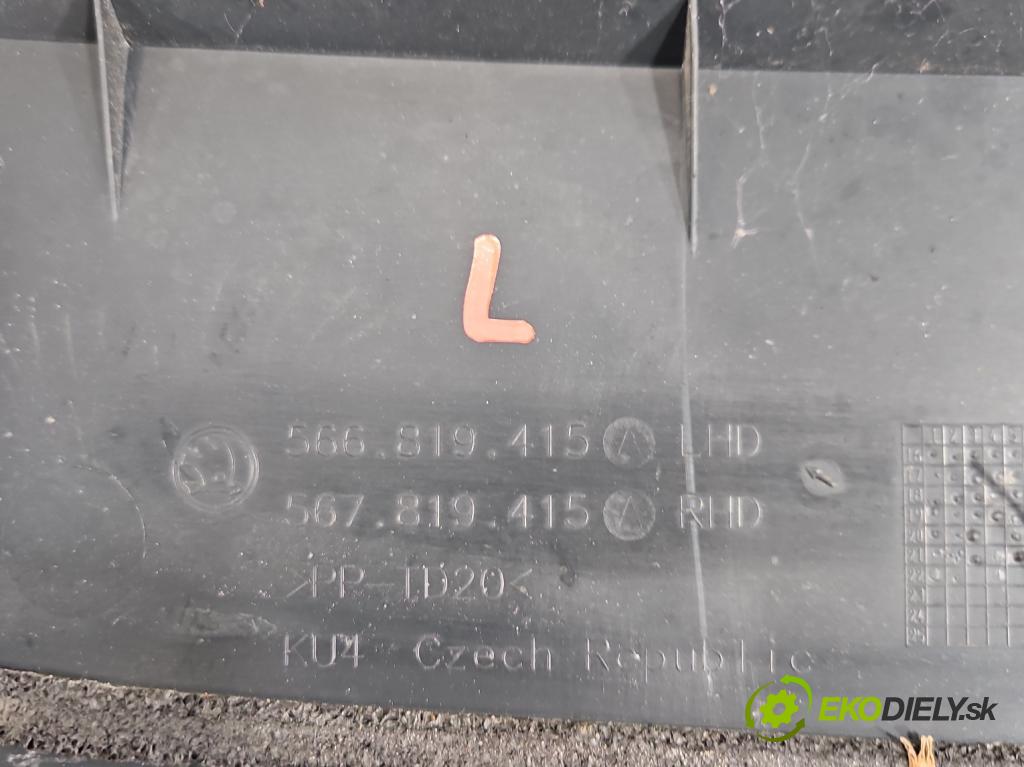 L
566.819.415 A LHD
567.819.415 A RHD
>PP-TD20<
KU4 Czech Republic
EKODIELY.sk